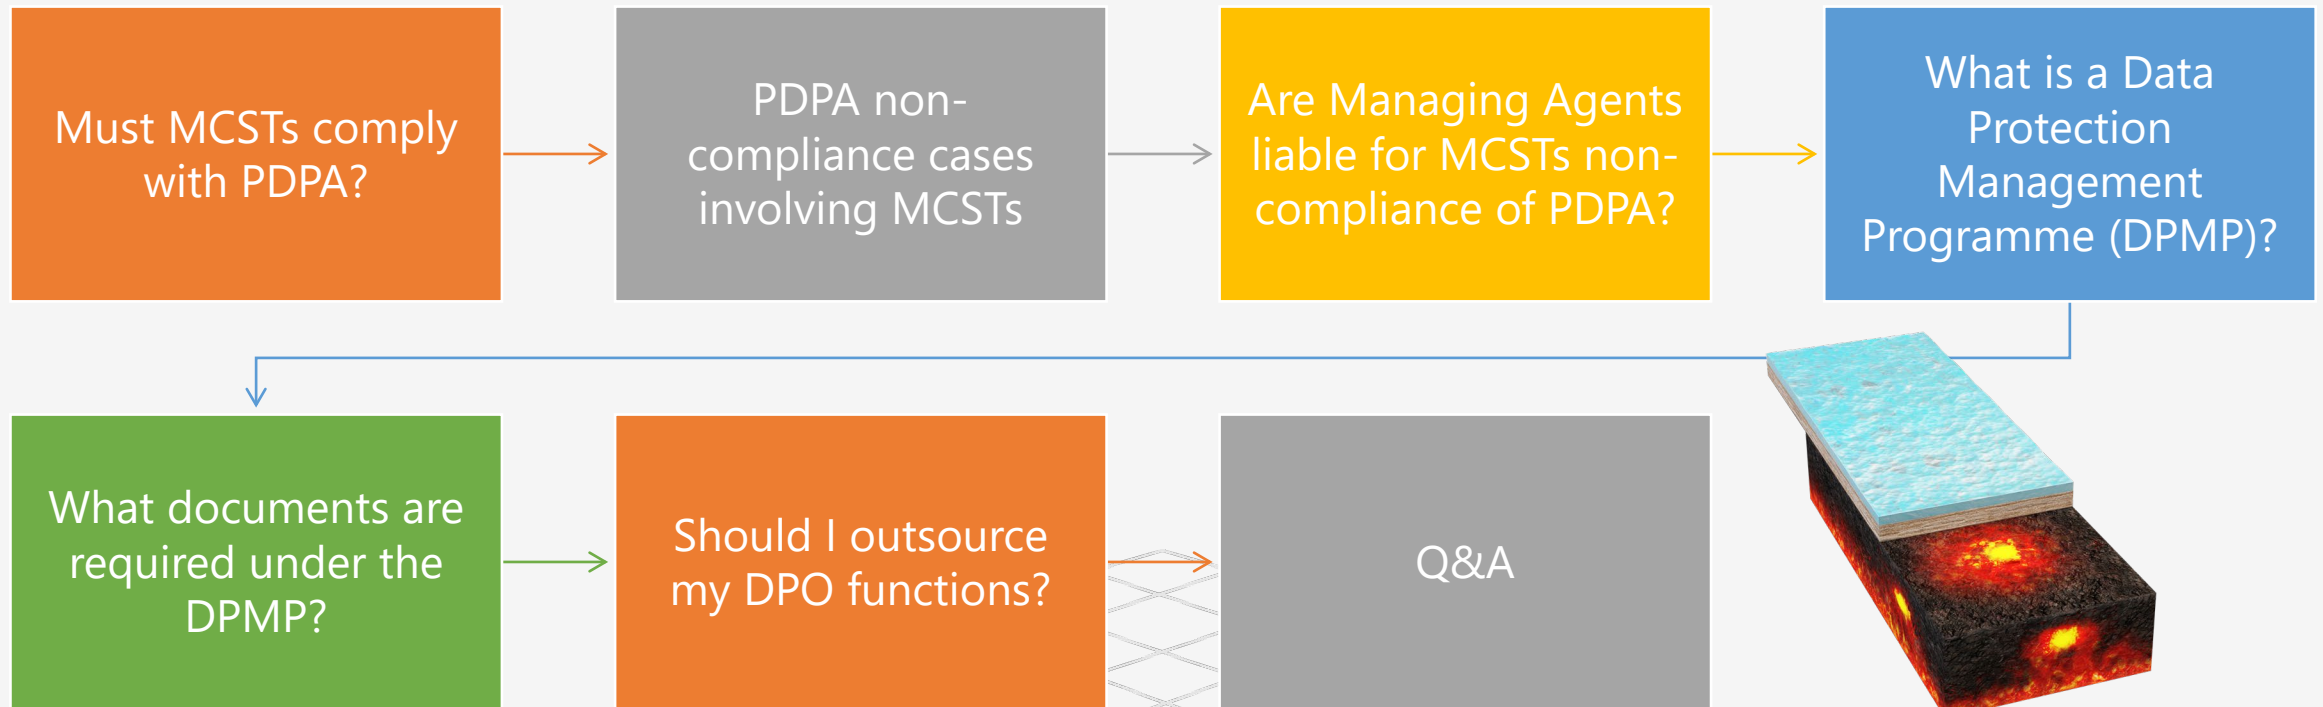 Must MCSTs comply
with PDPA?
PDPA non-
compliance cases
involving MCSTs
Are Managing Agents
liable for MCSTs non-
compliance of PDPA?
What is a Data
Protection
Management
Programme (DPMP)?
What documents are
required under the
DPMP?
Should I outsource
my DPO functions?
Q&A